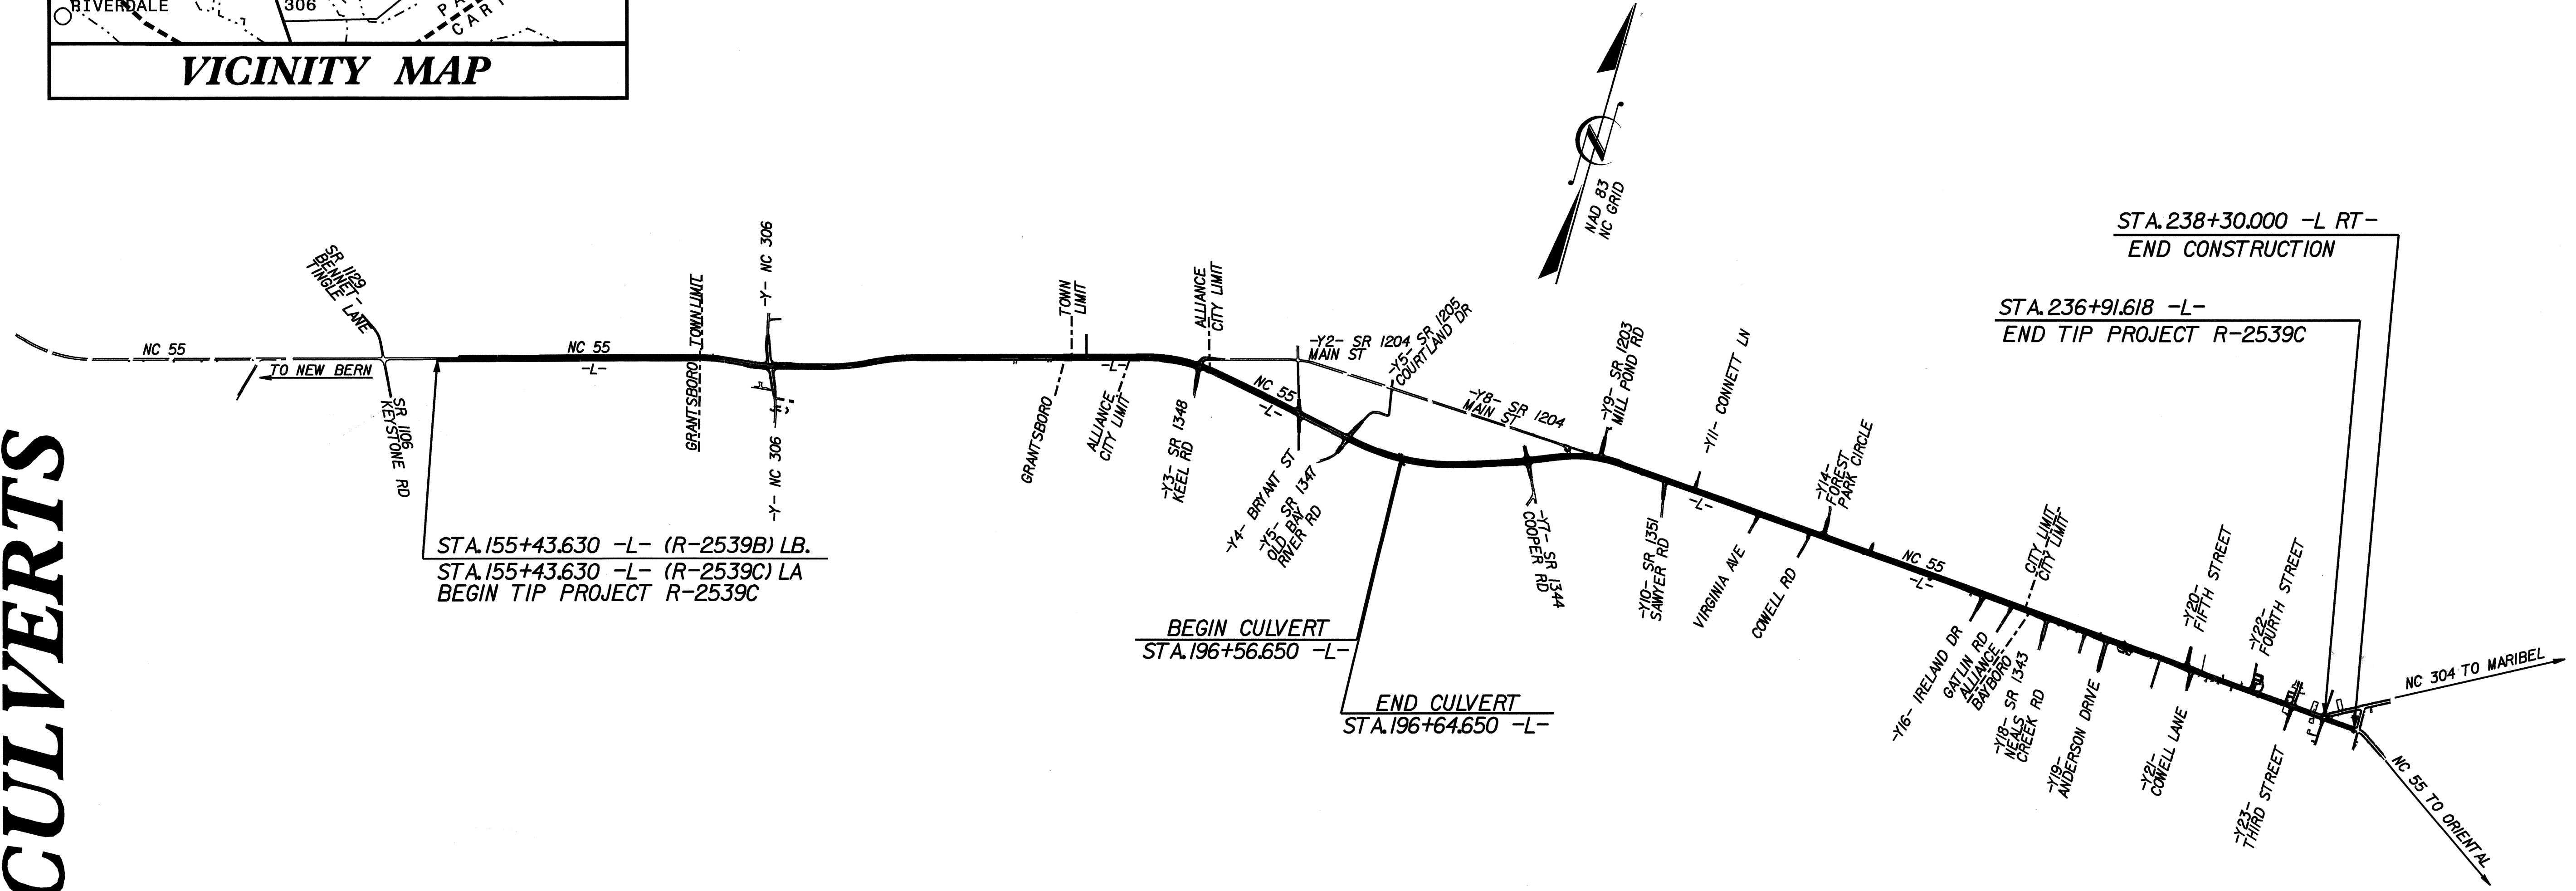 RIVERDALE
306
VICINITY MAP
CULVERTS
NAD 83
NC GRID
STA.238+30.000 -L RT-
END CONSTRUCTION
STA.236+91.618 -L-
END TIP PROJECT R-2539C
SR 1129
BENNET-
TINGLE LANE
NC 55
TO NEW BERN
SR 1106
KEYSTONE RD
NC 55
-L-
GRANTSBORO TOWN LIMIT
-Y- NC 306
-Y- NC 306
TOWN
LIMIT
GRANTSBORO
-L-
ALLIANCE
CITY LIMIT
ALLIANCE
CITY LIMIT
-Y3- SR 1348
KEEL RD
-Y2- SR 1204
MAIN ST
-Y5- SR 1205
COURTLAND DR
NC 55
-L-
-Y4- BRYANT ST
-Y5- SR 1347
OLD BAY
RIVER RD
-Y8- SR 1204
MAIN ST
-Y9- SR 1203
MILL POND RD
-Y7- SR 1344
COOPER RD
-Y11- CONNETT LN
-L-
-Y10- SR 1351
SAWYER RD
VIRGINIA AVE
COWELL RD
-Y14-
FOREST
PARK CIRCLE
NC 55
-L-
CITY LIMIT
CITY LIMIT
-Y16- IRELAND DR
GATLIN RD
ALLIANCE
BAYBORO
-Y18- SR 1343
NEALS
CREEK RD
-Y19-
ANDERSON DRIVE
-Y20-
FIFTH STREET
-Y21-
COWELL LANE
-Y22-
FOURTH STREET
-Y23-
THIRD STREET
NC 304 TO MARIBEL
NC 55 TO ORIENTAL
STA.155+43.630 -L- (R-2539B) LB.
STA.155+43.630 -L- (R-2539C) LA
BEGIN TIP PROJECT R-2539C
BEGIN CULVERT
STA.196+56.650 -L-
END CULVERT
STA.196+64.650 -L-